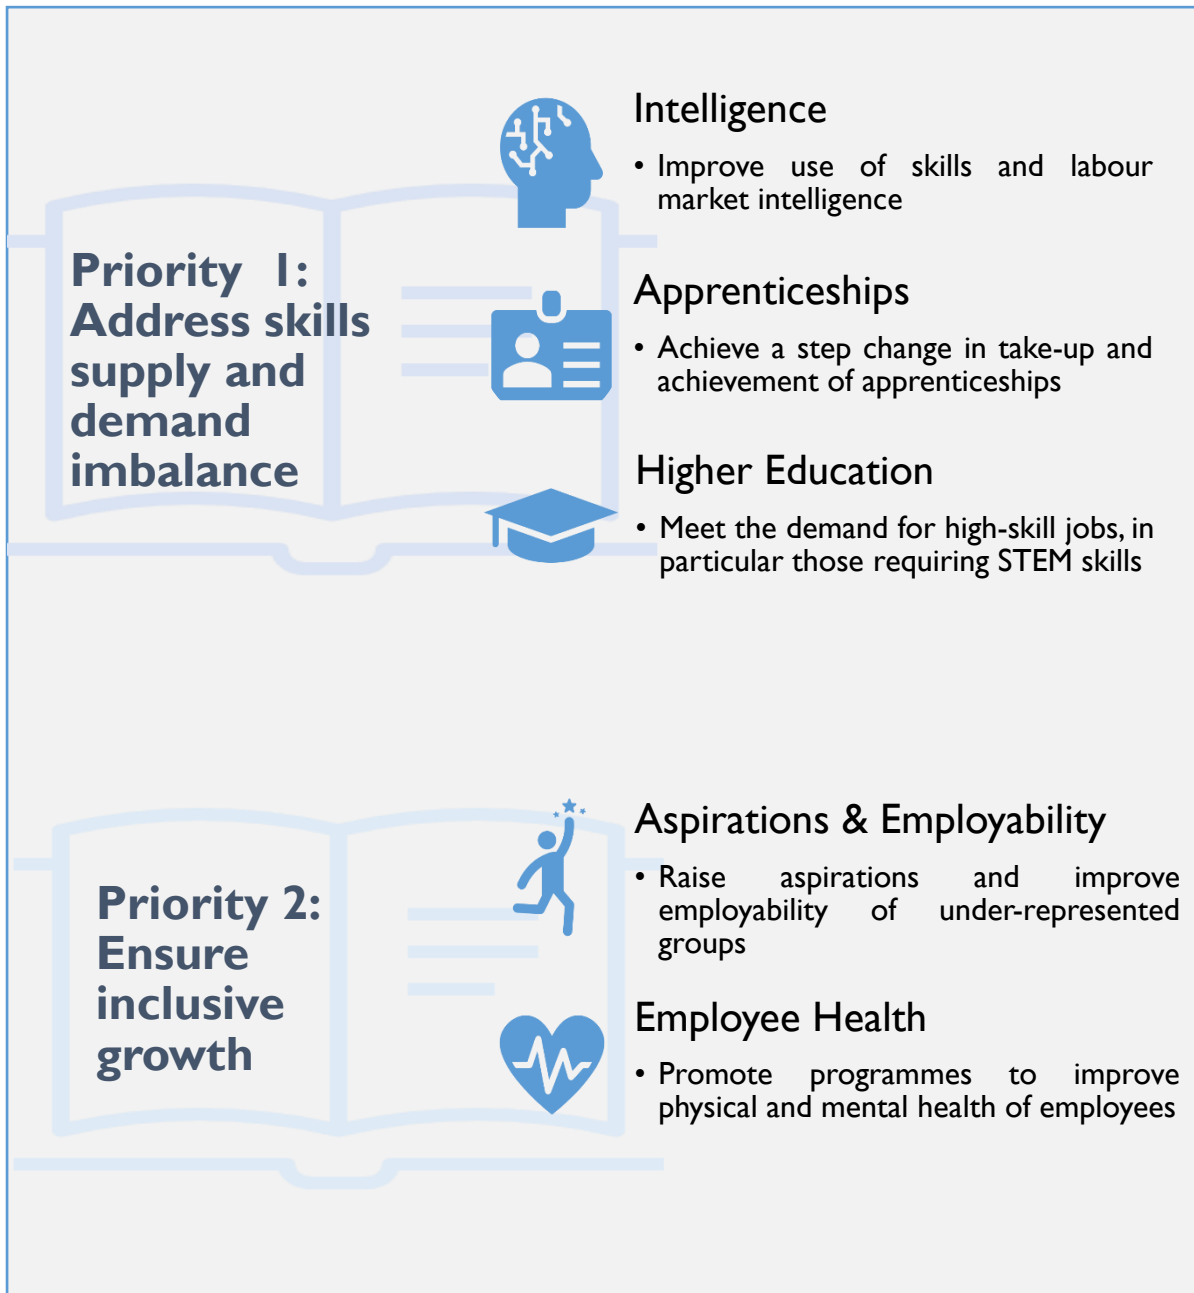 Priority 1:
Address skills
supply and
demand
imbalance
Intelligence
• Improve use of skills and labour
market intelligence
Apprenticeships
• Achieve a step change in take-up and
achievement of apprenticeships
Higher Education
• Meet the demand for high-skill jobs, in
particular those requiring STEM skills
Priority 2:
Ensure
inclusive
growth
Aspirations & Employability
• Raise aspirations and improve
employability of under-represented
groups
Employee Health
• Promote programmes to improve
physical and mental health of employees